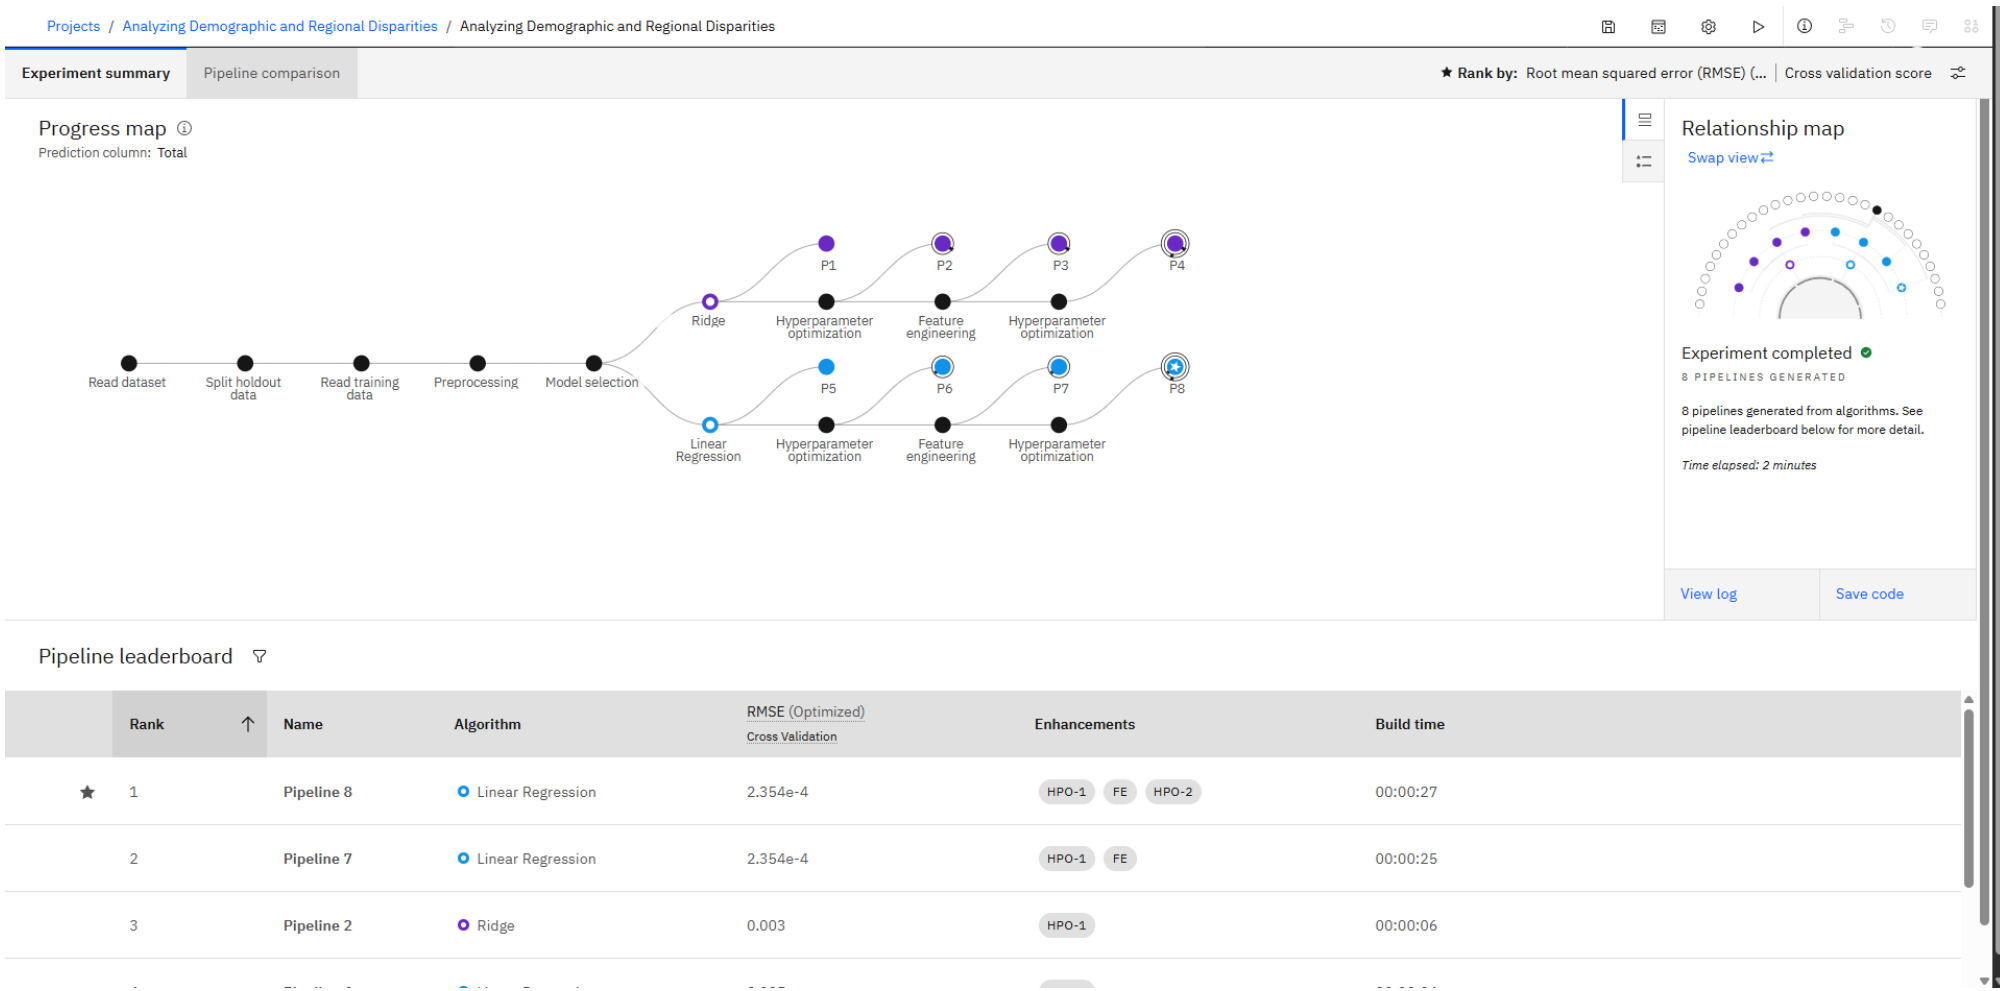 Projects / Analyzing Demographic and Regional Disparities / Analyzing Demographic and Regional Disparities
Experiment summary
Pipeline comparison
★ Rank by: Root mean squared error (RMSE) (... | Cross validation score
Progress map
Prediction column: Total
Relationship map
Swap view
P1
P2
P3
P4
Ridge
Hyperparameter
optimization
Feature
engineering
Hyperparameter
optimization
Read dataset
Split holdout
data
Read training
data
Preprocessing
Model selection
P5
P6
P7
P8
Linear
Regression
Hyperparameter
optimization
Feature
engineering
Hyperparameter
optimization
Experiment completed
8 PIPELINES GENERATED
8 pipelines generated from algorithms. See
pipeline leaderboard below for more detail.
Time elapsed: 2 minutes
View log
Save code
Pipeline leaderboard
Rank Name Algorithm RMSE (Optimized) Enhancements Build time
Cross Validation
★ 1 Pipeline 8 Linear Regression 2.354e-4 HPO-1 FE HPO-2 00:00:27
2 Pipeline 7 Linear Regression 2.354e-4 HPO-1 FE 00:00:25
3 Pipeline 2 Ridge 0.003 HPO-1 00:00:06